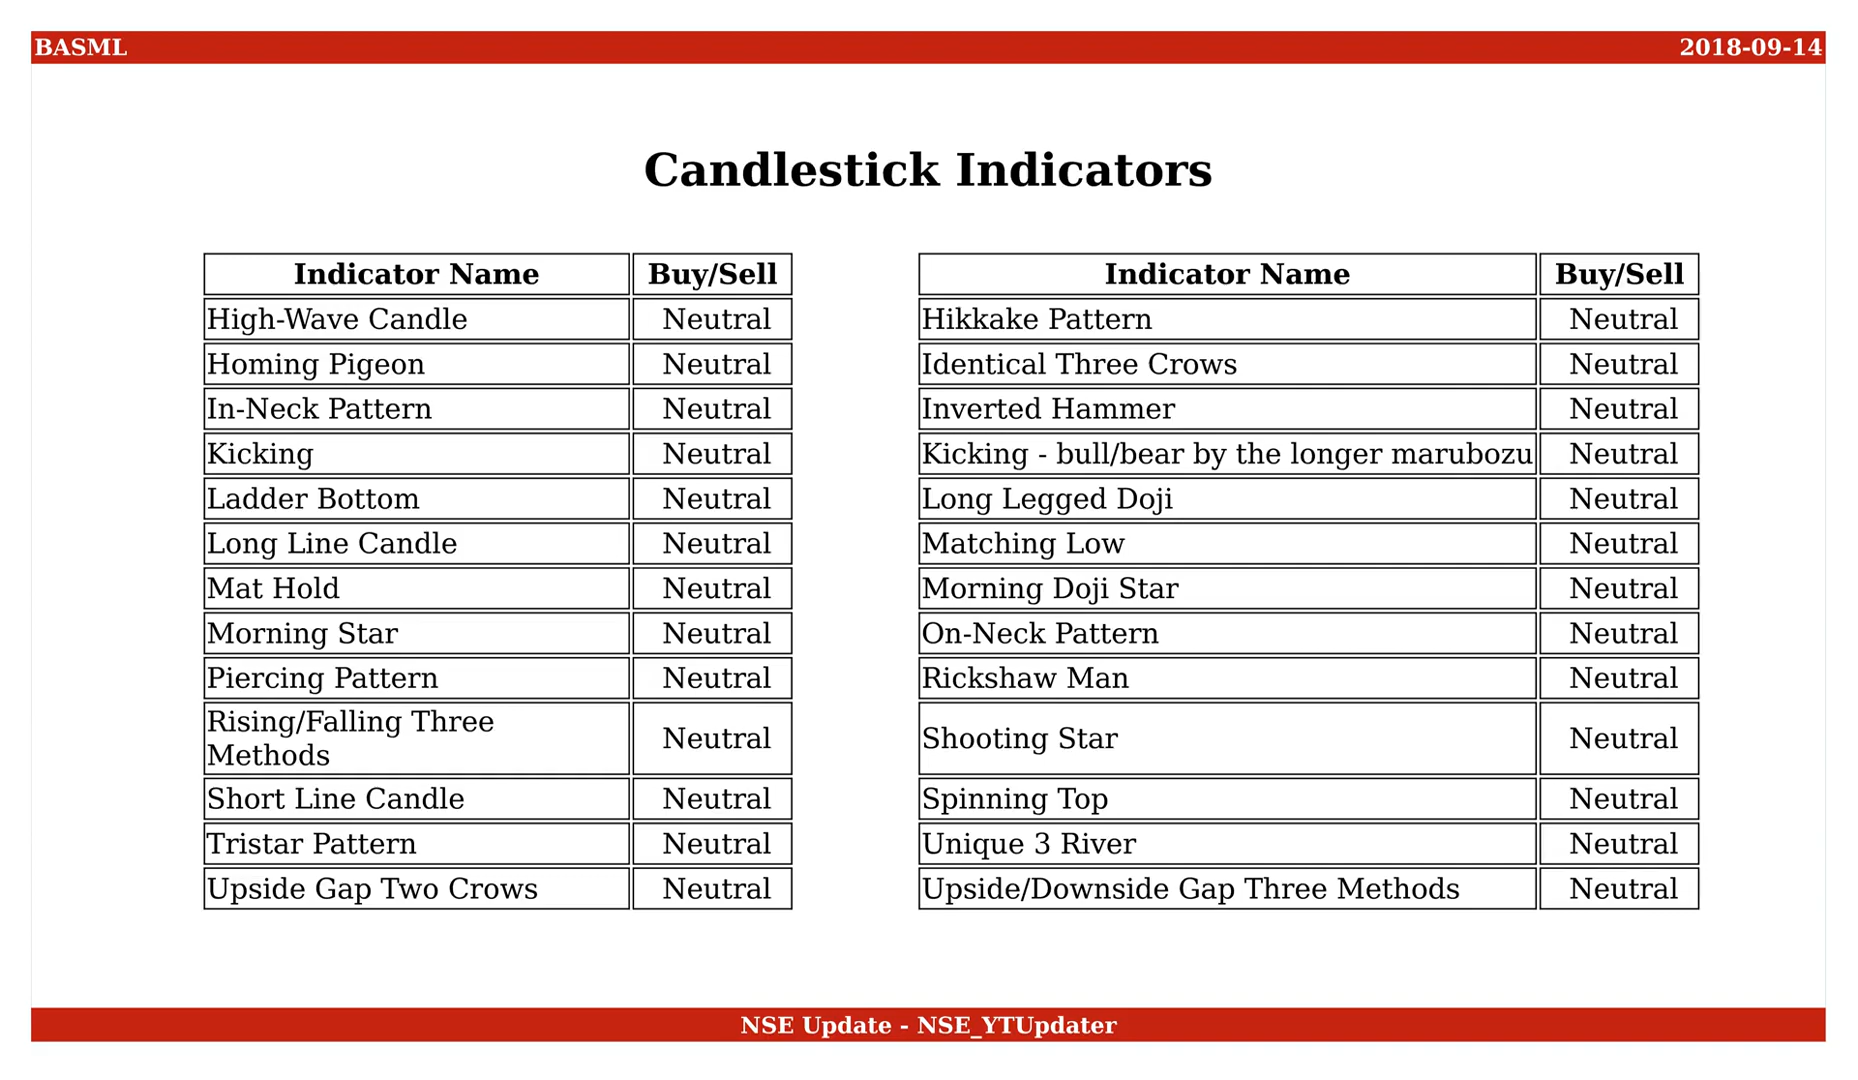 BASML 2018-09-14
Candlestick Indicators
Indicator Name Buy/Sell Indicator Name Buy/Sell
High-Wave Candle Neutral Hikkake Pattern Neutral
Homing Pigeon Neutral Identical Three Crows Neutral
In-Neck Pattern Neutral Inverted Hammer Neutral
Kicking Neutral Kicking - bull/bear by the longer marubozu Neutral
Ladder Bottom Neutral Long Legged Doji Neutral
Long Line Candle Neutral Matching Low Neutral
Mat Hold Neutral Morning Doji Star Neutral
Morning Star Neutral On-Neck Pattern Neutral
Piercing Pattern Neutral Rickshaw Man Neutral
Rising/Falling Three
Methods Neutral Shooting Star Neutral
Short Line Candle Neutral Spinning Top Neutral
Tristar Pattern Neutral Unique 3 River Neutral
Upside Gap Two Crows Neutral Upside/Downside Gap Three Methods Neutral
NSE Update - NSE_YTUpdater